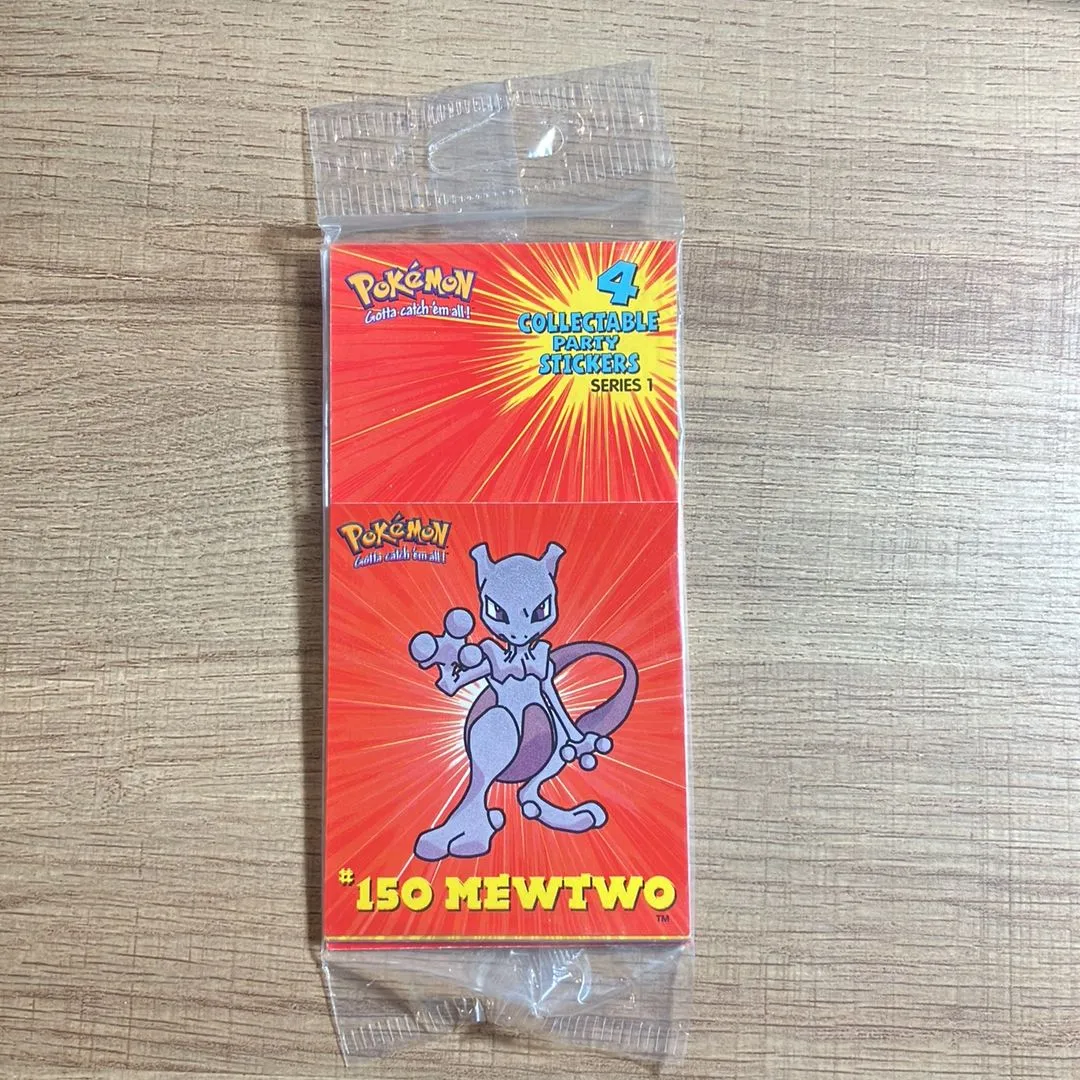 POKéMON
Gotta catch 'em all!
4
COLLECTABLE
PARTY
STICKERS
SERIES 1
POKéMON
Gotta catch 'em all!
#150 MEWTWO
TM